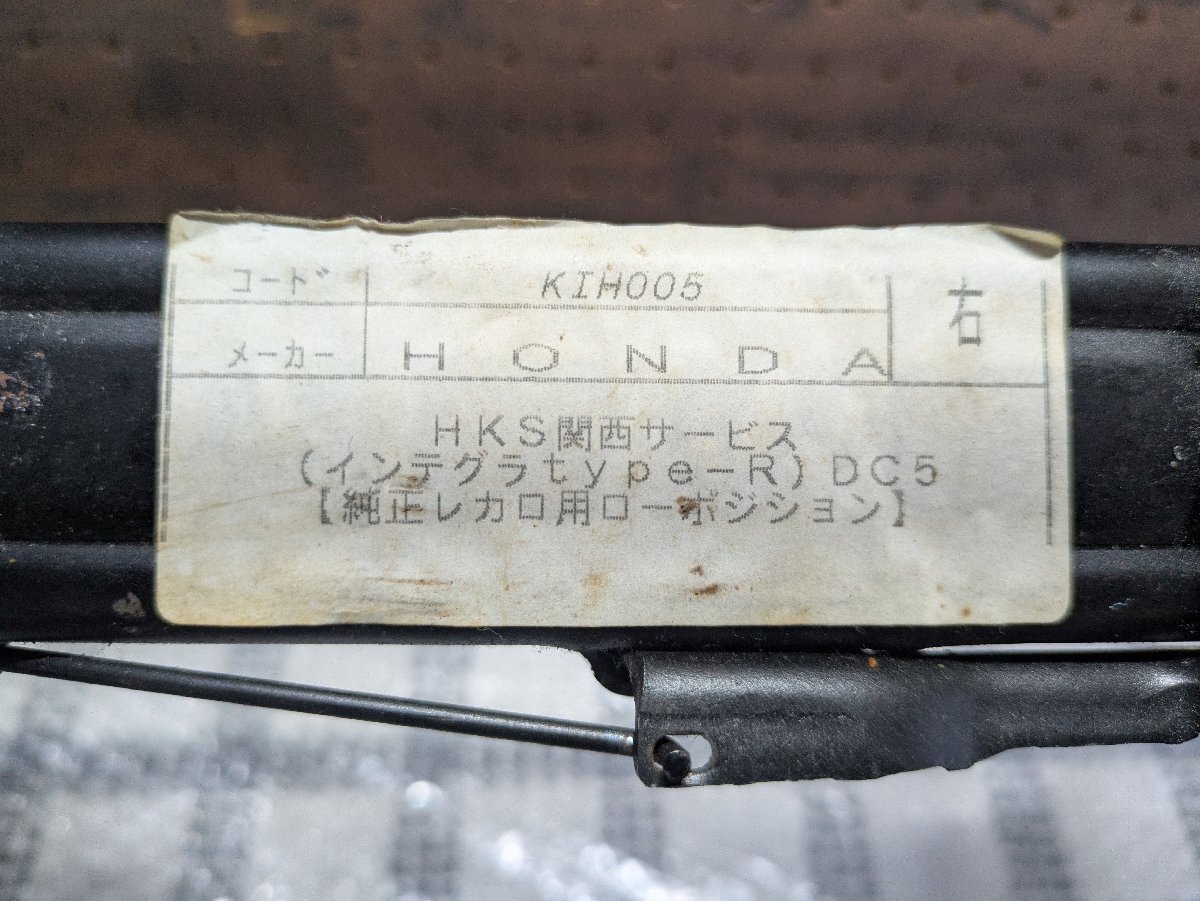 コード KIH005 右
メーカー HONDA
HKS関西サービス
(インテグラtype-R) DC5
【純正レカロ用ローポジション】